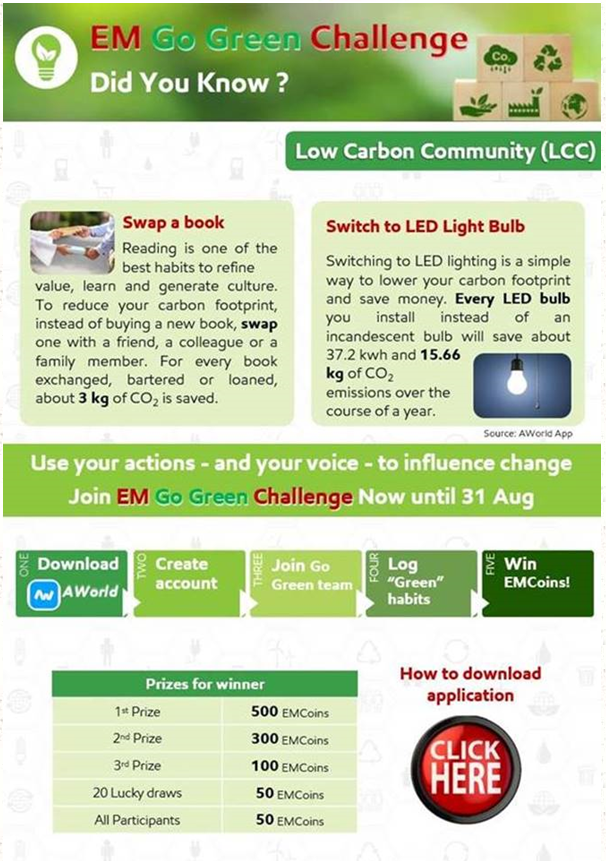 EM Go Green Challenge
Did You Know ?
Co₂
Low Carbon Community (LCC)
Swap a book
Reading is one of the
best habits to refine
value, learn and generate culture.
To reduce your carbon footprint,
instead of buying a new book, swap
one with a friend, a colleague or a
family member. For every book
exchanged, bartered or loaned,
about 3 kg of CO₂ is saved.
Switch to LED Light Bulb
Switching to LED lighting is a simple
way to lower your carbon footprint
and save money. Every LED bulb
you install instead of an
incandescent bulb will save about
37.2 kwh and 15.66
kg of CO₂
emissions over the
course of a year.
Source: AWorld App
Use your actions - and your voice - to influence change
Join EM Go Green Challenge Now until 31 Aug
ONE
Download
AWorld
TWO
Create
account
THREE
Join Go
Green team
FOUR
Log
"Green"
habits
FIVE
Win
EMCoins!
Prizes for winner
1st Prize 500 EMCoins
2nd Prize 300 EMCoins
3rd Prize 100 EMCoins
20 Lucky draws 50 EMCoins
All Participants 50 EMCoins
How to download
application
CLICK
HERE